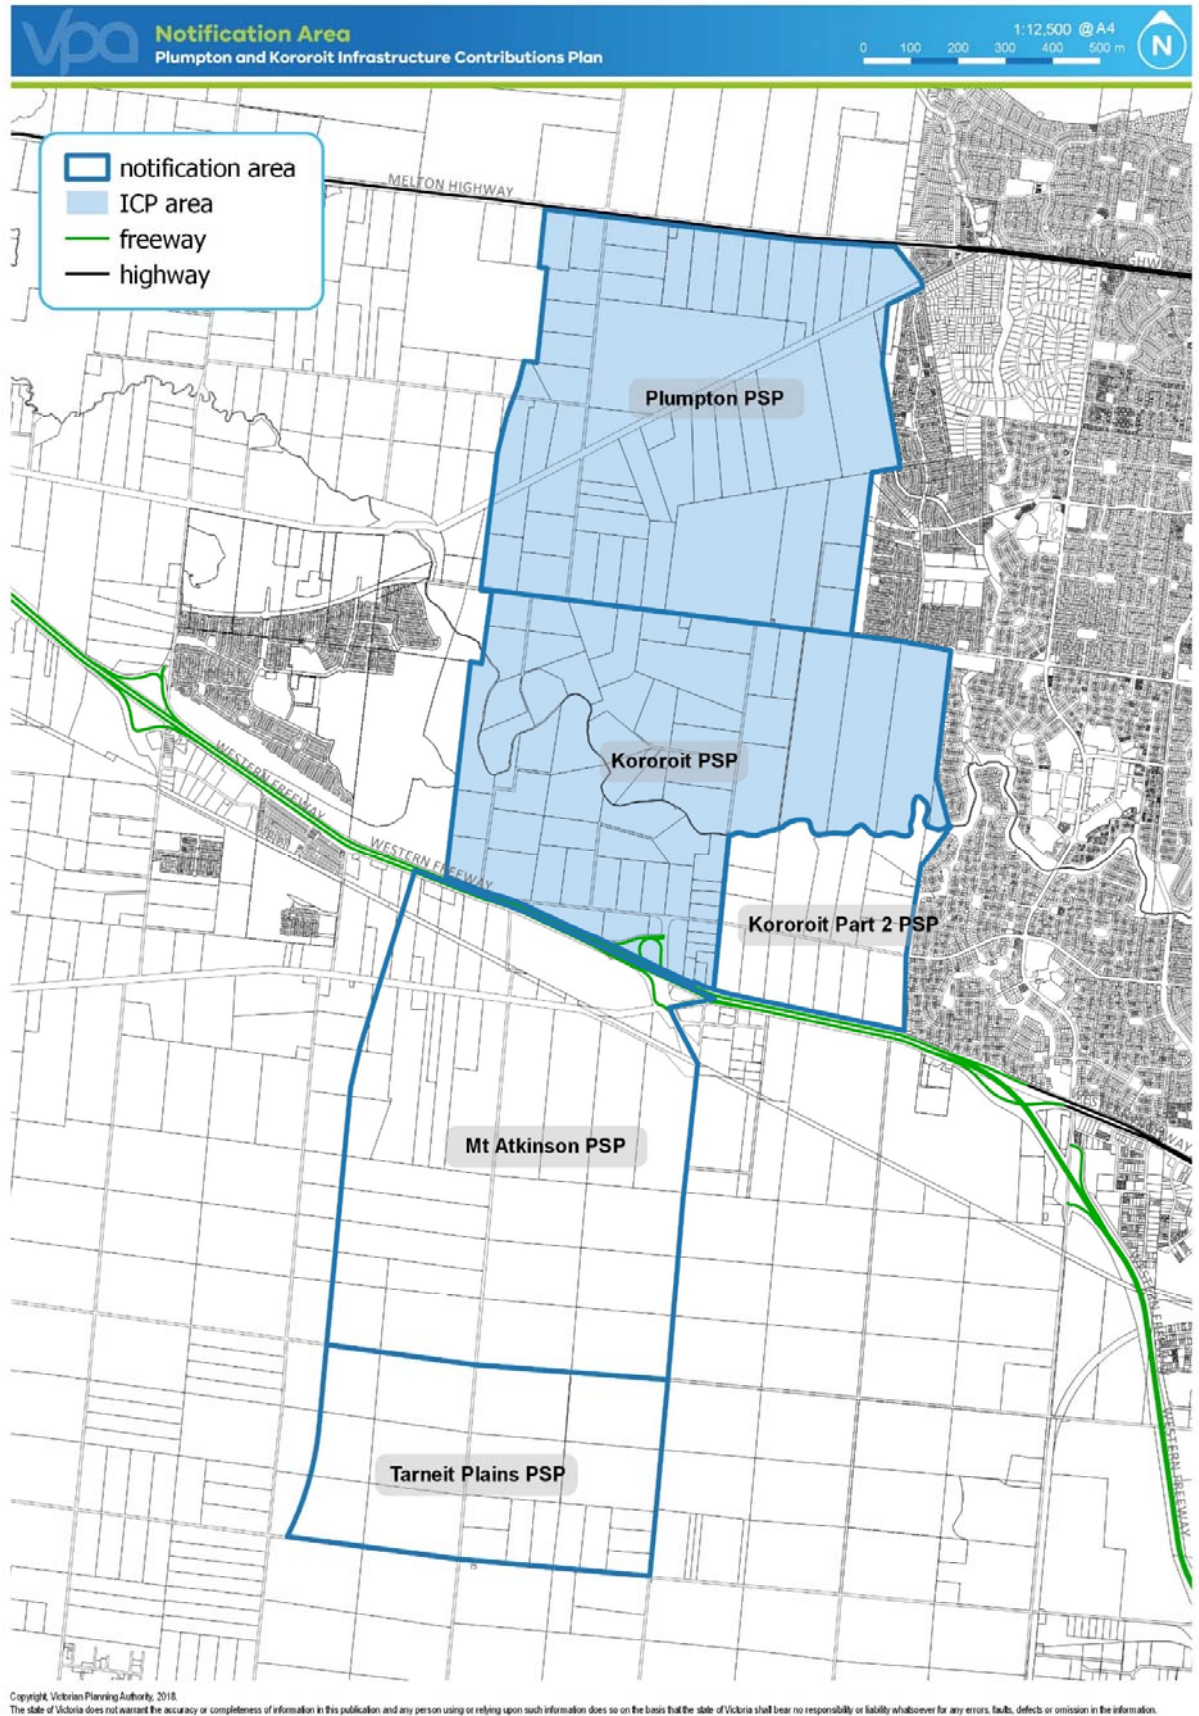 vpa
Notification Area
Plumpton and Kororoit Infrastructure Contributions Plan
1:12,500 @ A4
0 100 200 300 400 500 m
N
notification area
ICP area
freeway
highway
MELTON HIGHWAY
Plumpton PSP
Kororoit PSP
WESTERN FREEWAY
WESTERN FREEWAY
Kororoit Part 2 PSP
Mt Atkinson PSP
Tarneit Plains PSP
WESTERN FREEWAY
Copyright, Victorian Planning Authority, 2018.
The state of Victoria does not warrant the accuracy or completeness of information in this publication and any person using or relying upon such information does so on the basis that the state of Victoria shall bear no responsibility or liability whatsoever for any errors, faults, defects or omission in the information.